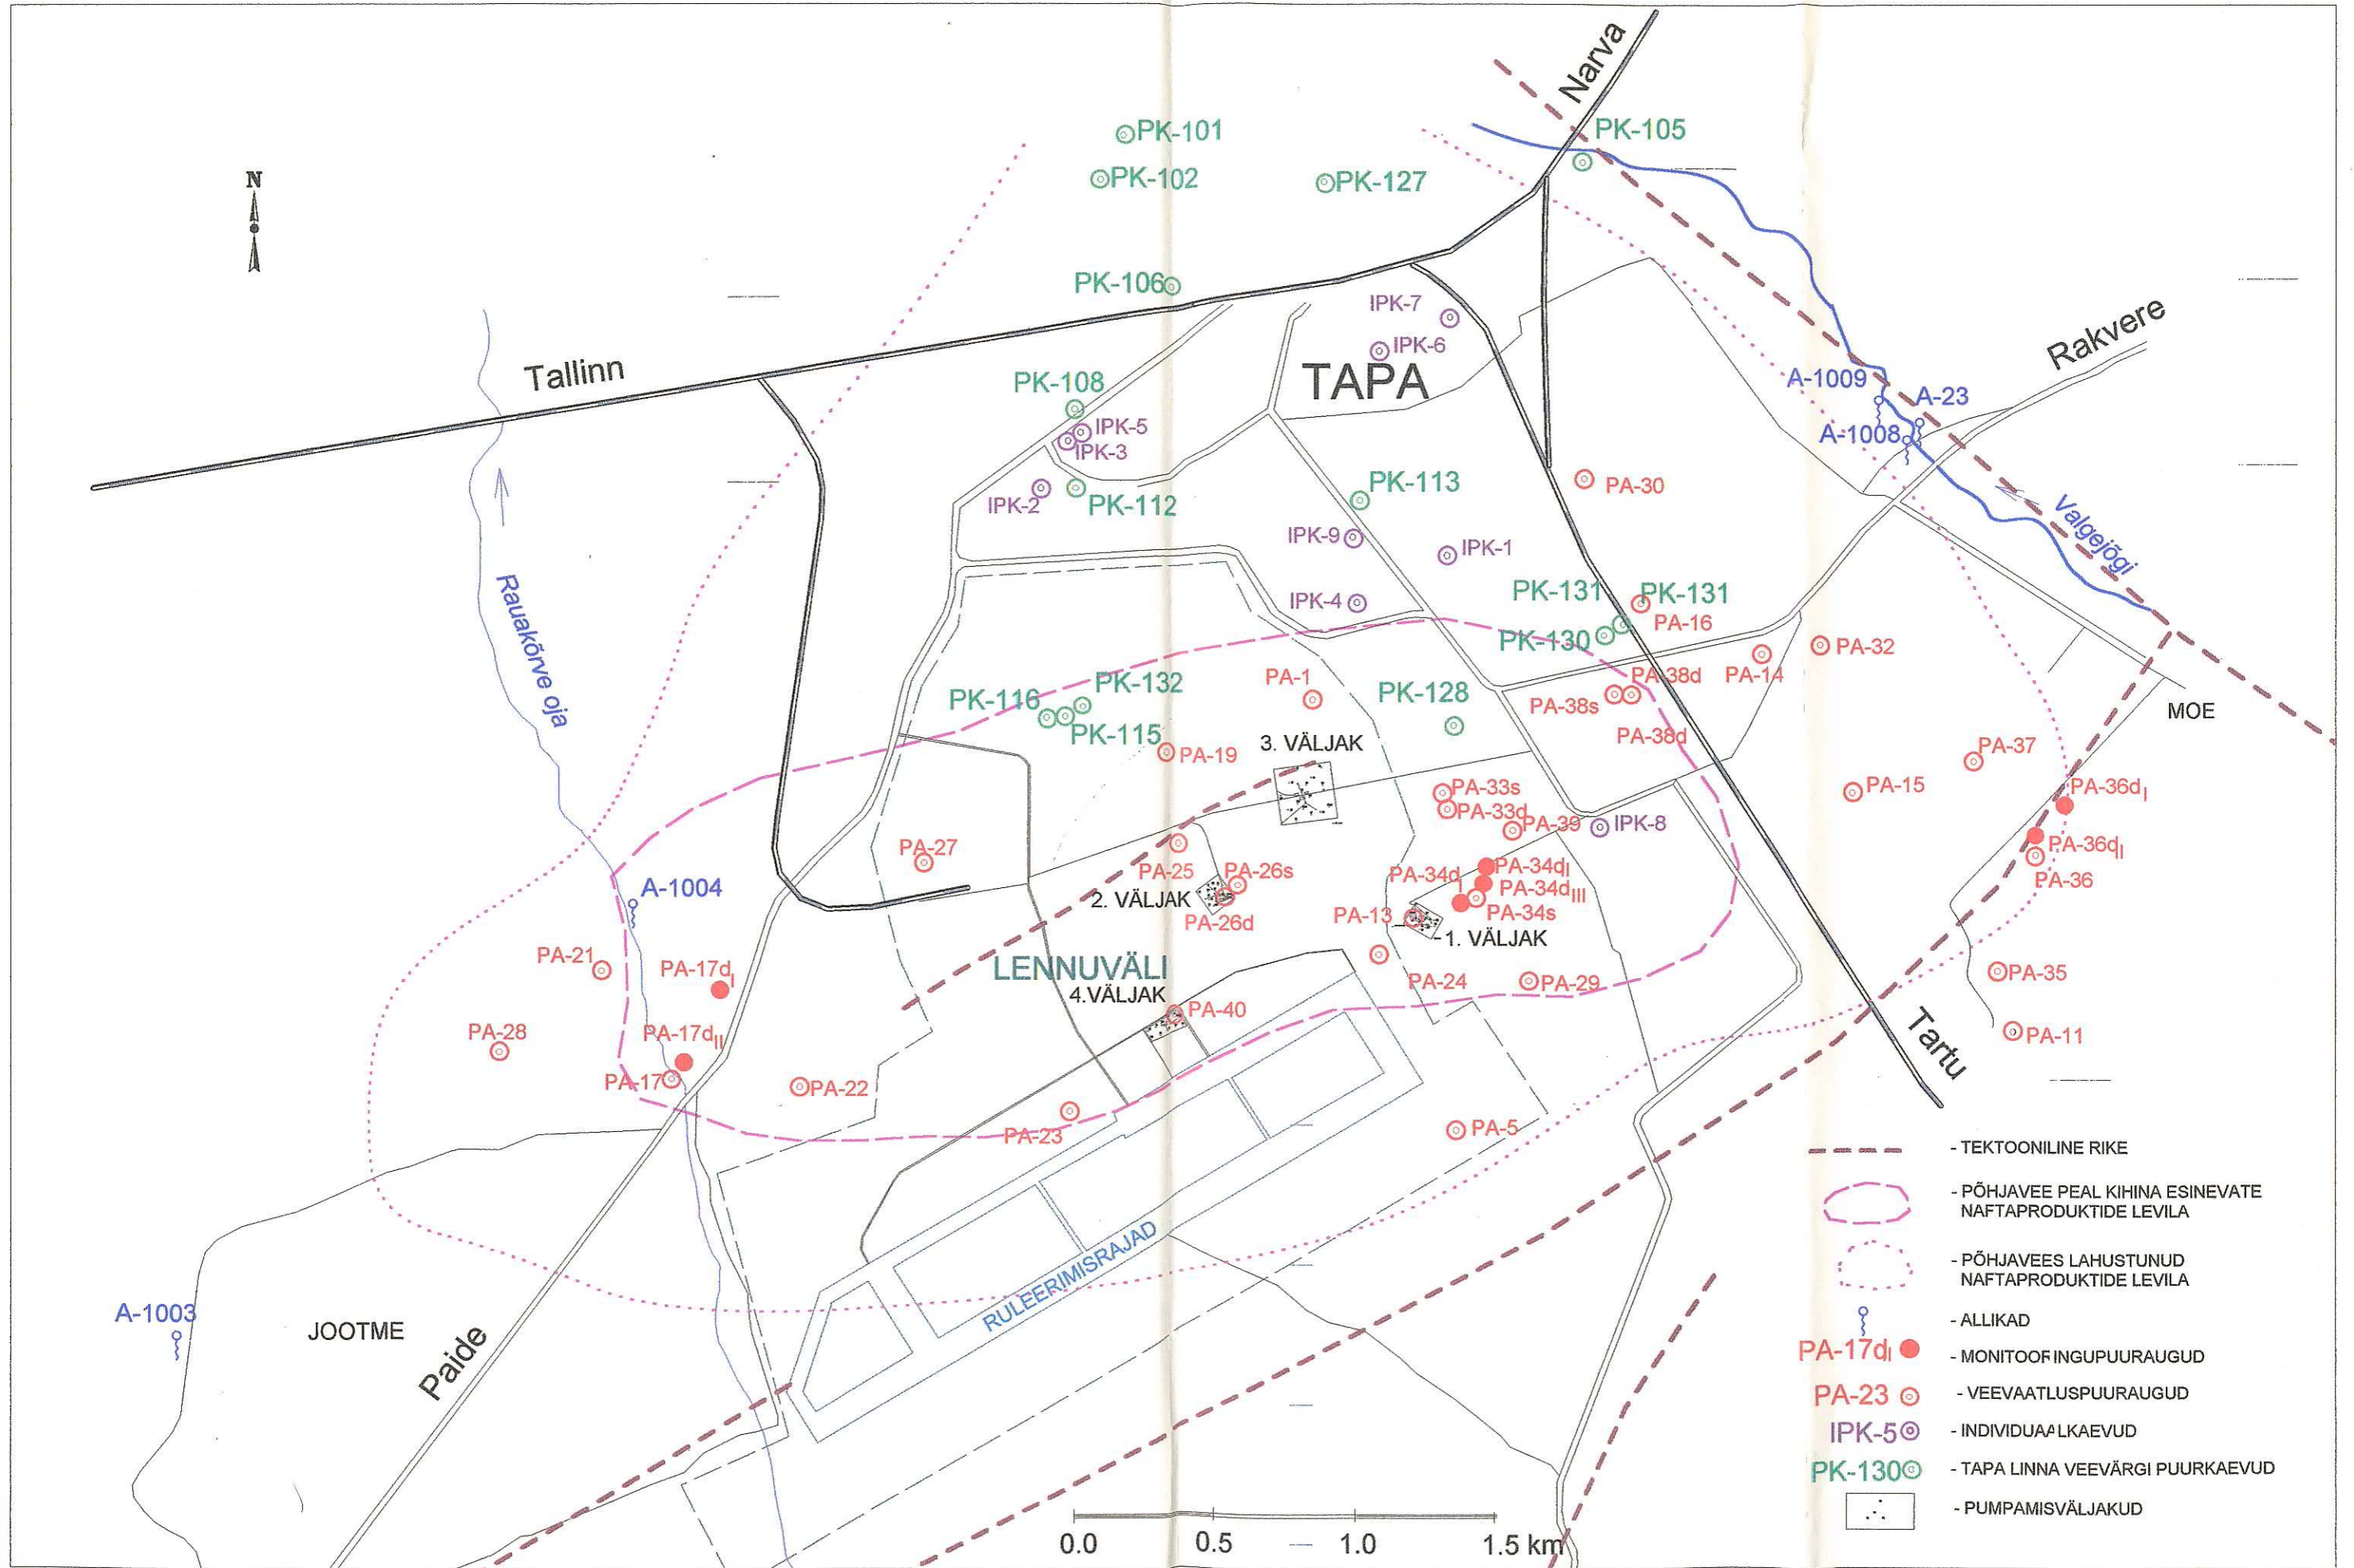 Narva
PK-101
PK-105
N
PK-102
PK-127
PK-106
IPK-7
IPK-6
Rakvere
Tallinn
PK-108
TAPA
A-1009
A-23
IPK-5
A-1008
IPK-3
PK-113
PA-30
IPK-2
PK-112
Valgejõgi
IPK-9
IPK-1
Rauakõrve oja
PK-131
PK-131
IPK-4
PA-16
PK-130
PA-32
PK-132
PA-1
PK-128
PA-38d
PA-14
PK-116
PA-38s
MOE
PK-115
PA-38d
3. VÄLJAK
PA-19
PA-37
PA-33s
PA-15
PA-36dI
PA-33d
PA-39
IPK-8
PA-27
PA-36dII
PA-25
PA-26s
PA-34d
PA-34dI
A-1004
PA-36
2. VÄLJAK
PA-34dIII
PA-26d
PA-13
PA-34s
1. VÄLJAK
PA-21
PA-17dI
LENNUVÄLI
PA-24
PA-29
PA-35
4.VÄLJAK
PA-40
PA-28
PA-17dII
PA-11
Tartu
PA-17
PA-22
PA-23
PA-5
- TEKTOONILINE RIKE
- PÕHJAVEE PEAL KIHINA ESINEVATE
NAFTAPRODUKTIDE LEVILA
- PÕHJAVEES LAHUSTUNUD
NAFTAPRODUKTIDE LEVILA
RULEERIMISRAJAD
A-1003
JOOTME
- ALLIKAD
Paide
PA-17dI
- MONITOORINGUPUURAUGUD
PA-23
- VEEVAATLUSPUURAUGUD
IPK-5
- INDIVIDUAALKAEVUD
PK-130
- TAPA LINNA VEEVÄRGI PUURKAEVUD
- PUMPAMISVÄLJAKUD
0.0 0.5 1.0 1.5 km